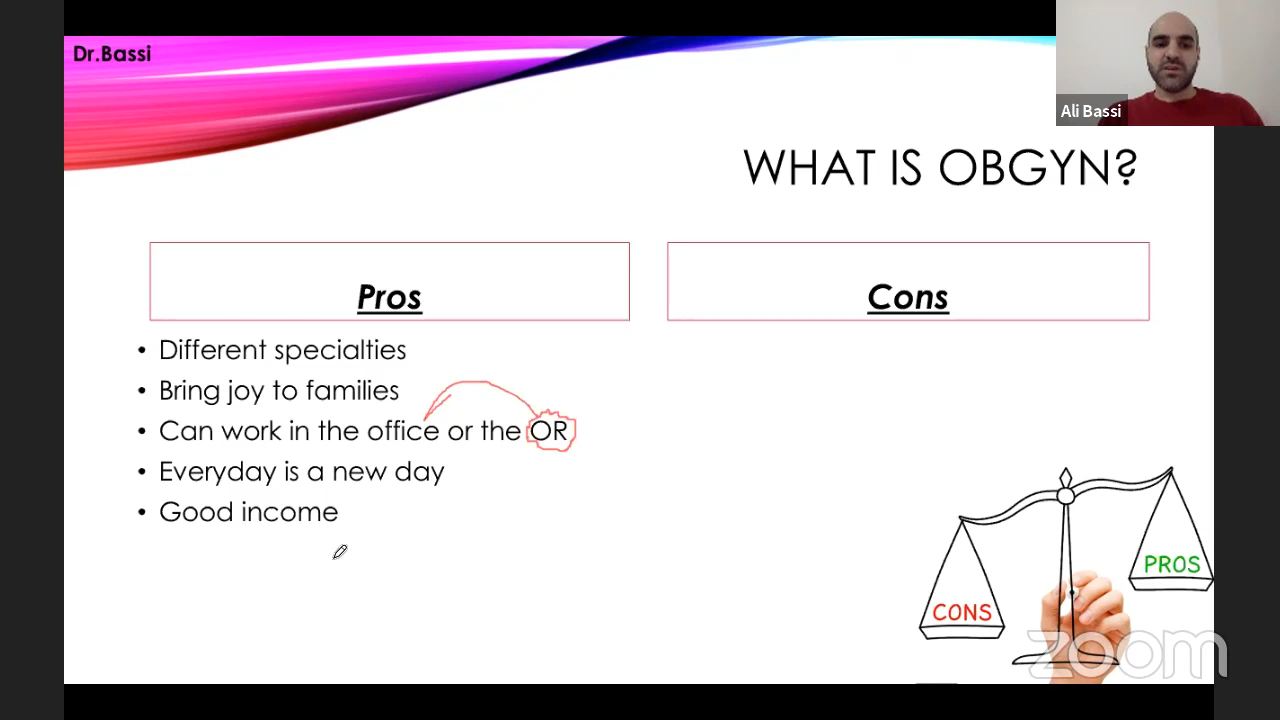 Dr.Bassi
Ali Bassi
WHAT IS OBGYN?
Pros
Cons
• Different specialties
• Bring joy to families
• Can work in the office or the OR
• Everyday is a new day
• Good income
PROS
CONS
zoom